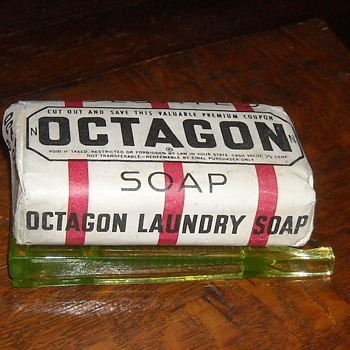 CUT OUT AND SAVE THIS VALUABLE PREMIUM COUPON
N OCTAGON N
®
VOID IF TAXED, RESTRICTED OR FORBIDDEN BY LAW IN YOUR STATE. CASH VALUE 1/5 CENT
NOT TRANSFERABLE - REDEEMABLE BY FINAL PURCHASER ONLY
SOAP
OCTAGON LAUNDRY SOAP